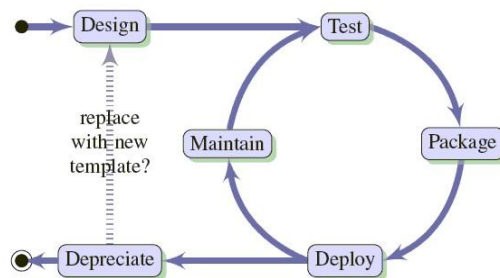 Design
Test
replace
with new
template?
Maintain
Package
Depreciate
Deploy